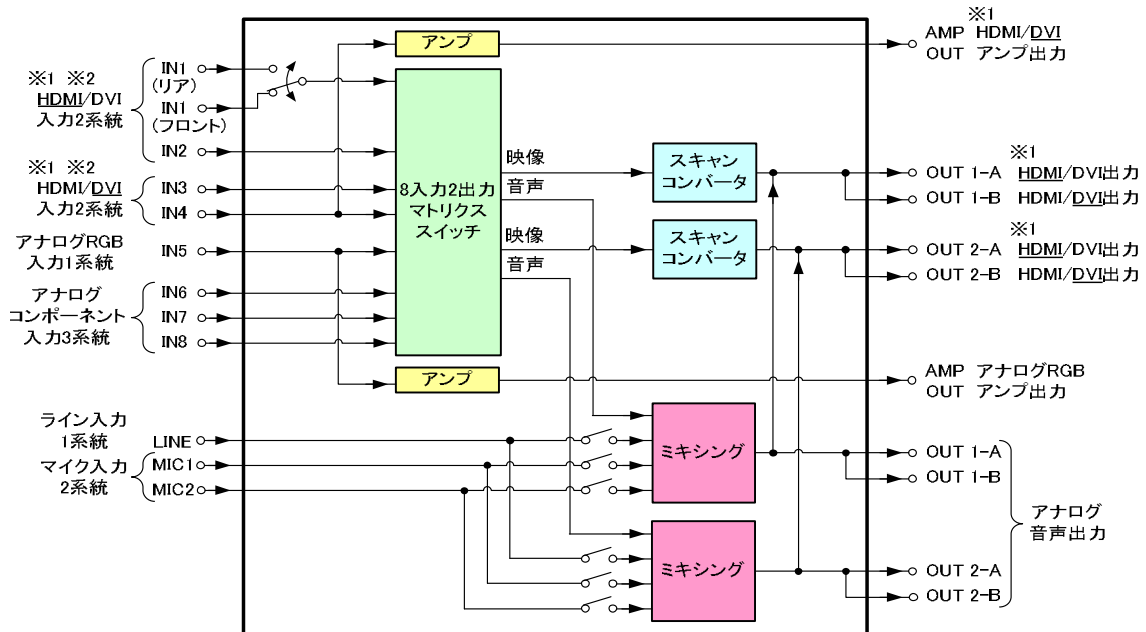 ※1 ※2
HDMI/DVI
入力2系統
IN1
(リア)
IN1
(フロント)
IN2
※1 ※2
HDMI/DVI
入力2系統
IN3
IN4
アナログRGB
入力1系統
IN5
アナログ
コンポーネント
入力3系統
IN6
IN7
IN8
ライン入力
1系統
LINE
マイク入力
2系統
MIC1
MIC2
アンプ
8入力2出力
マトリクス
スイッチ
アンプ
映像
音声
映像
音声
スキャン
コンバータ
スキャン
コンバータ
ミキシング
ミキシング
※1
AMP HDMI/DVI
OUT アンプ出力
※1
OUT 1-A HDMI/DVI出力
OUT 1-B HDMI/DVI出力
※1
OUT 2-A HDMI/DVI出力
OUT 2-B HDMI/DVI出力
AMP アナログRGB
OUT アンプ出力
OUT 1-A
OUT 1-B
OUT 2-A
OUT 2-B
アナログ
音声出力